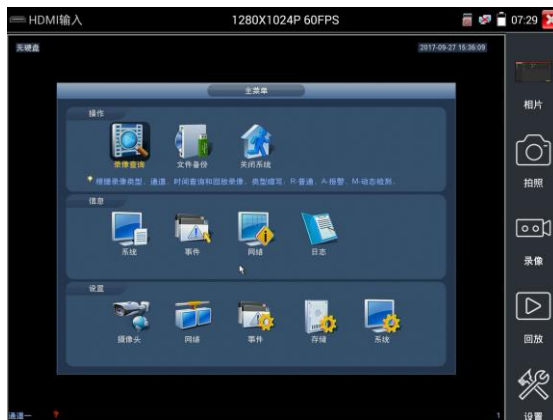 HDMI输入 1280X1024P 60FPS 07:29
无硬盘 2017-09-27 15:36:09
主菜单
操作
录像查询 文件备份 关闭系统
根据录像类型、通道、时间查询和回放录像，类型缩写，R-普通，A-报警，M-动态检测。
信息
系统 事件 网络 日志
设置
摄像头 网络 事件 存储 系统
通道一 ? 1
相片
拍照
录像
回放
设置